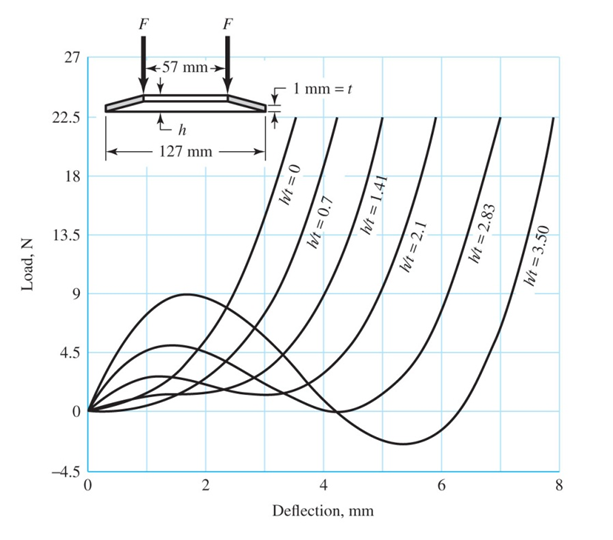 F F
27
57 mm
1 mm = t
22.5
h
127 mm
18
h/t = 0
h/t = 0.7
h/t = 1.41
h/t = 2.1
h/t = 2.83
h/t = 3.50
13.5
Load, N
9
4.5
0
–4.5
0 2 4 6 8
Deflection, mm